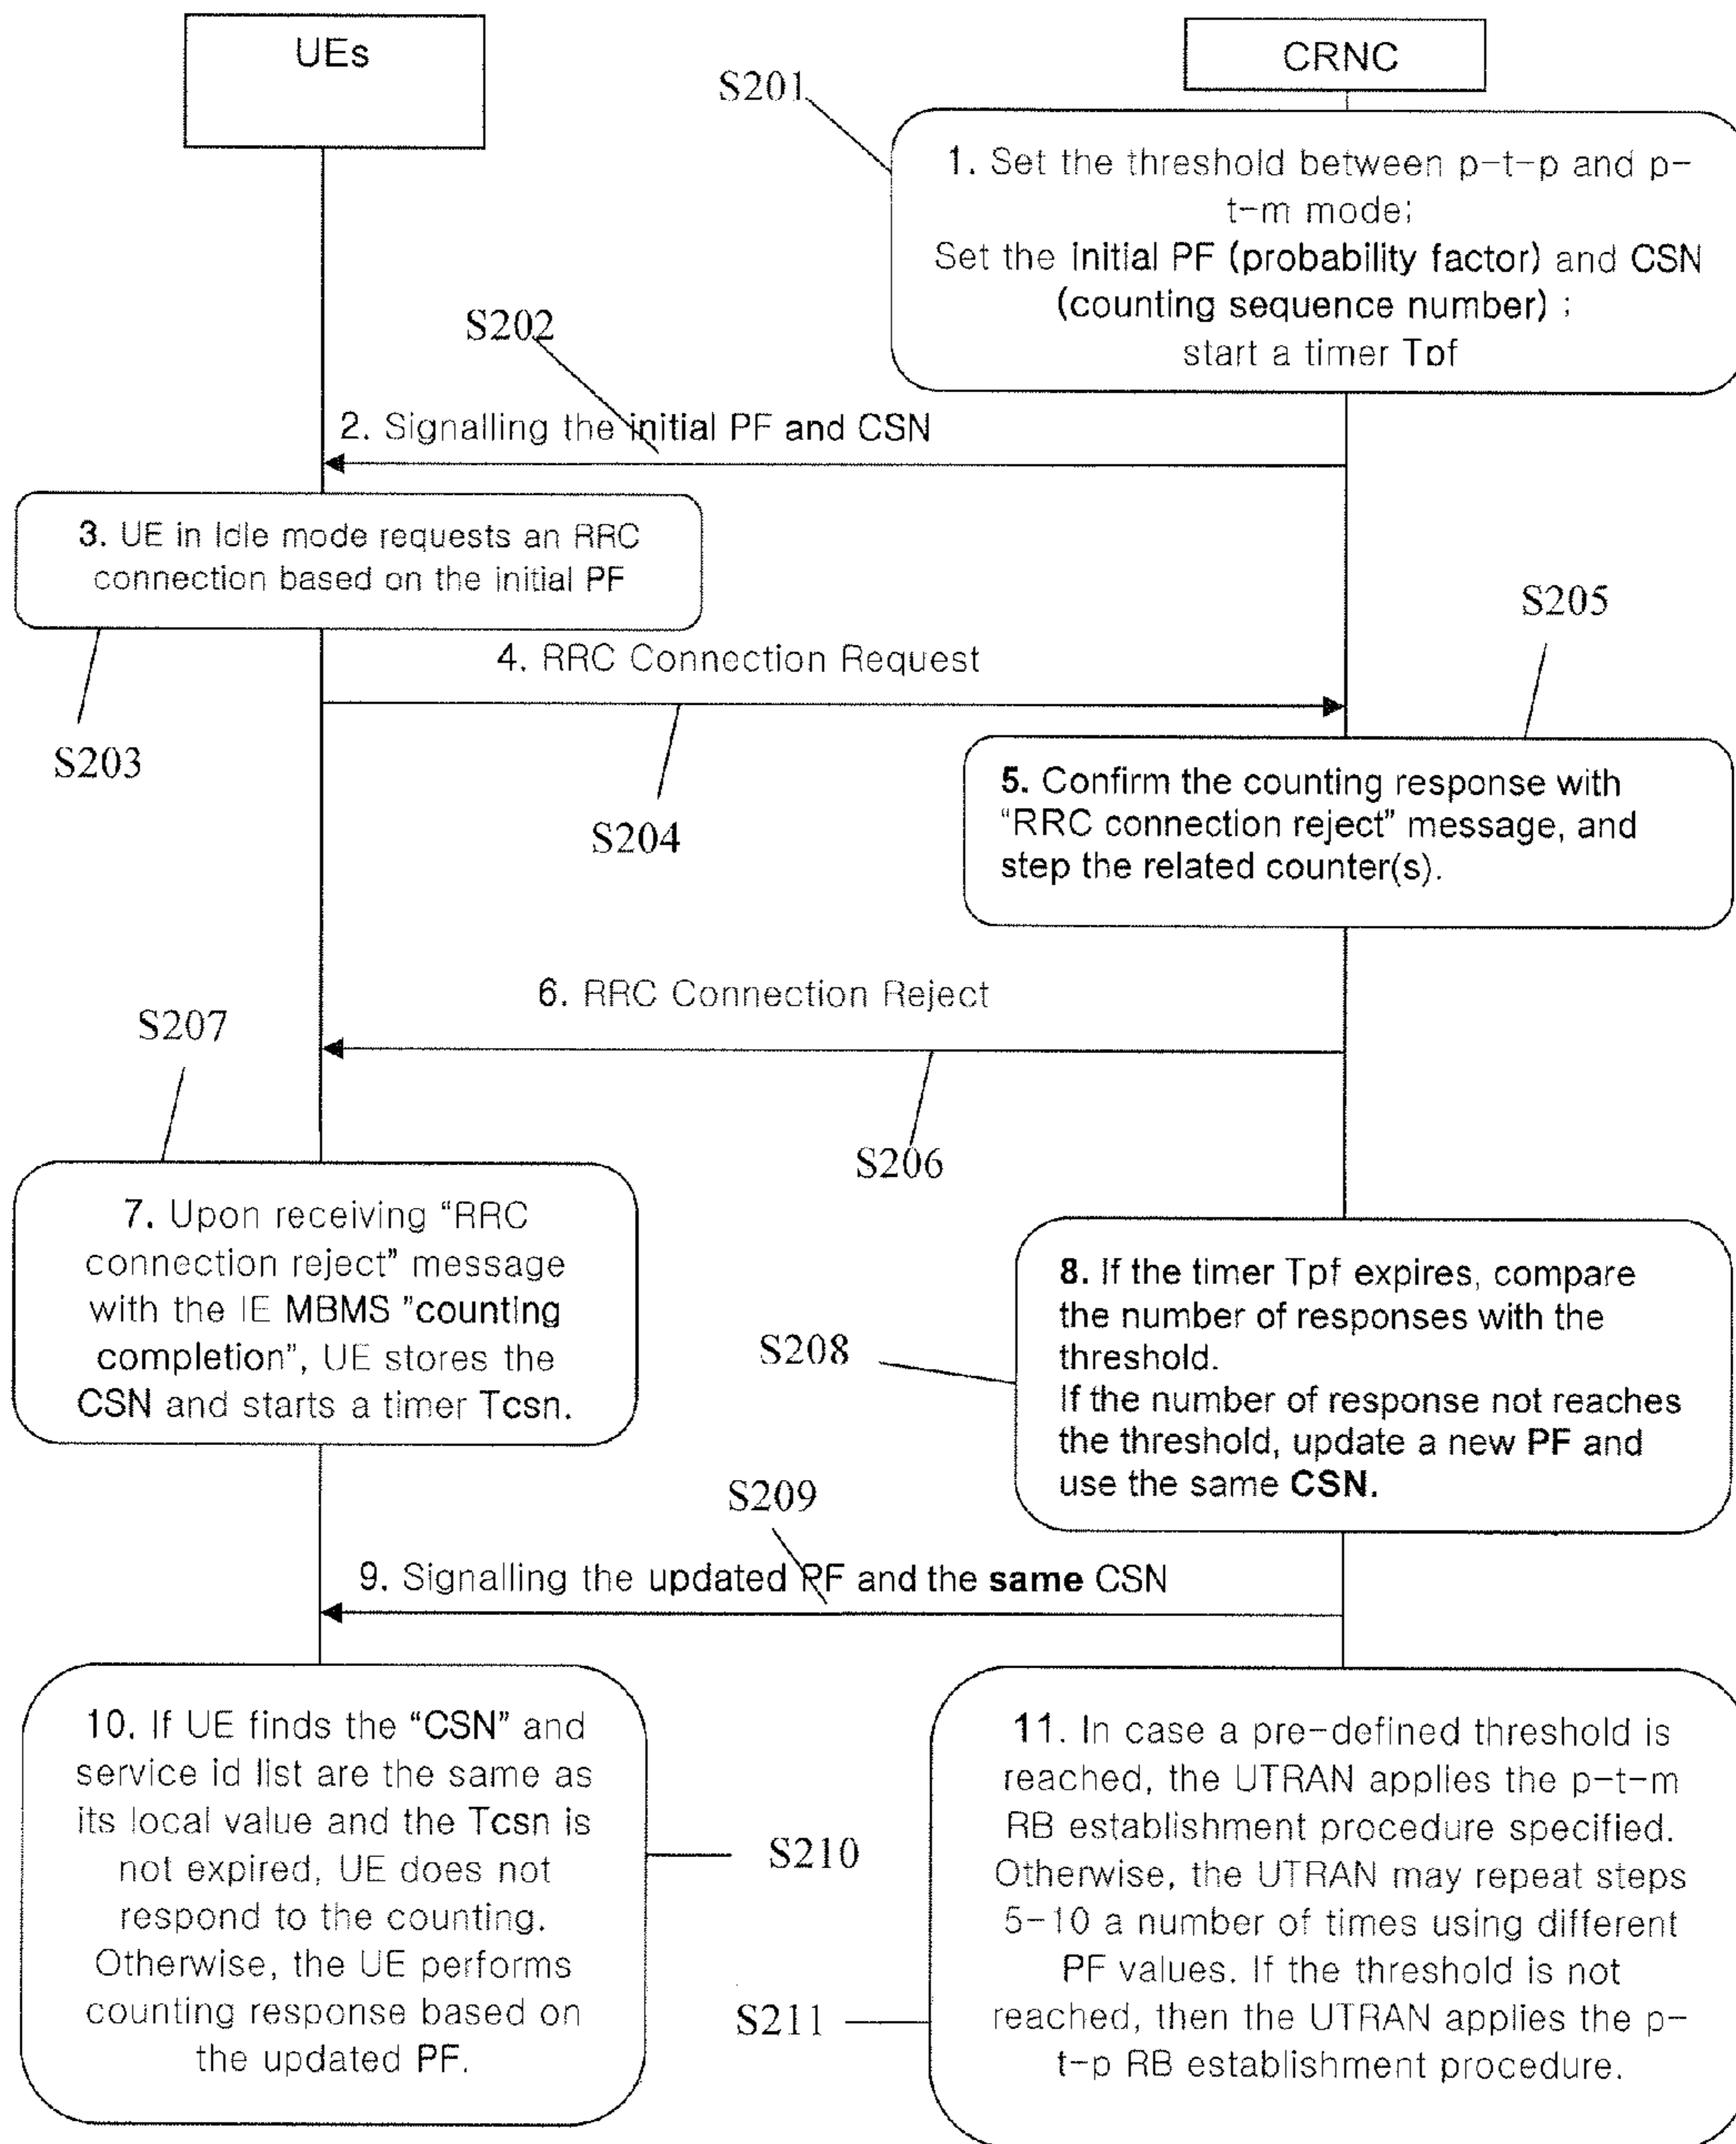 UEs
CRNC
S201
1. Set the threshold between p-t-p and p-
t-m mode;
Set the initial PF (probability factor) and CSN
(counting sequence number) ;
start a timer Tpf
S202
2. Signalling the initial PF and CSN
3. UE in Idle mode requests an RRC
connection based on the initial PF
S203
4. RRC Connection Request
S204
S205
5. Confirm the counting response with
“RRC connection reject” message, and
step the related counter(s).
6. RRC Connection Reject
S206
S207
7. Upon receiving “RRC
connection reject” message
with the IE MBMS ”counting
completion”, UE stores the
CSN and starts a timer Tcsn.
S208
8. If the timer Tpf expires, compare
the number of responses with the
threshold.
If the number of response not reaches
the threshold, update a new PF and
use the same CSN.
S209
9. Signalling the updated PF and the same CSN
10. If UE finds the “CSN” and
service id list are the same as
its local value and the Tcsn is
not expired, UE does not
respond to the counting.
Otherwise, the UE performs
counting response based on
the updated PF.
S210
11. In case a pre-defined threshold is
reached, the UTRAN applies the p-t-m
RB establishment procedure specified.
Otherwise, the UTRAN may repeat steps
5-10 a number of times using different
PF values. If the threshold is not
reached, then the UTRAN applies the p-
t-p RB establishment procedure.
S211